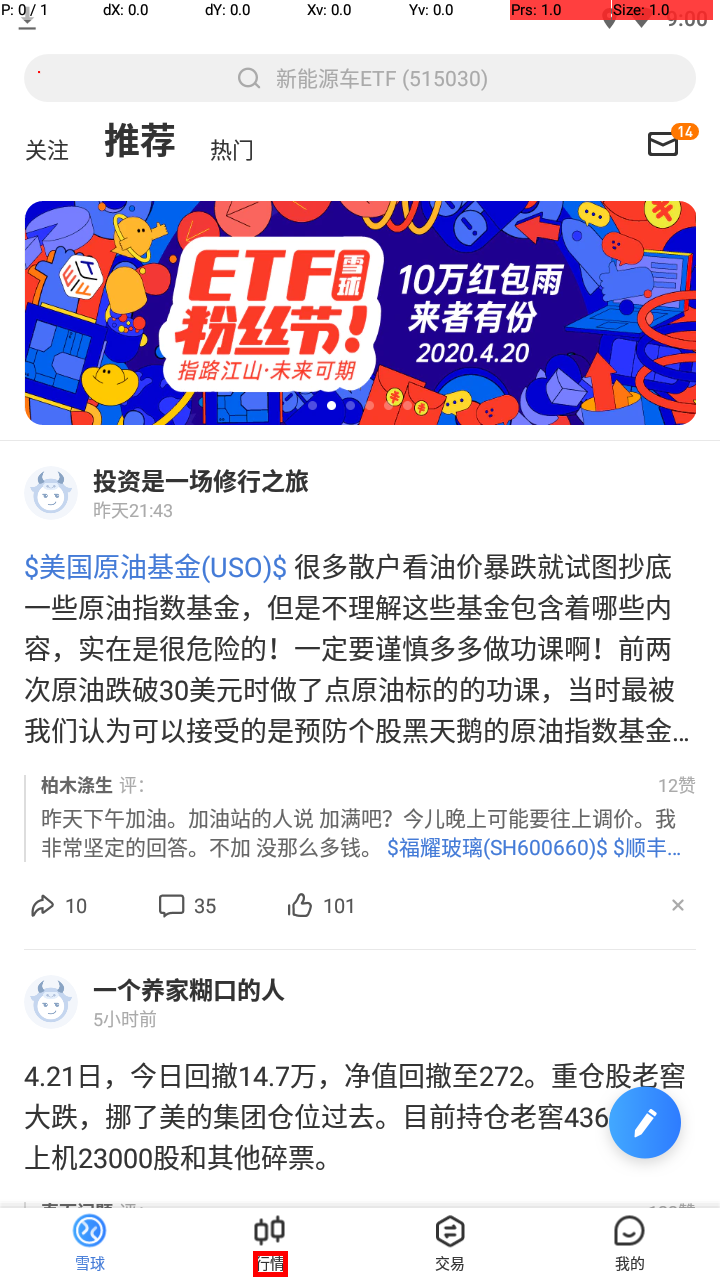 P: 0 / 1 dX: 0.0 dY: 0.0 Xv: 0.0 Yv: 0.0 Prs: 1.0 Size: 1.0
9:00
新能源车ETF (515030)
关注 推荐 热门 14
ETF雪球
粉丝节!
指路江山·未来可期
10万红包雨
来者有份
2020.4.20
投资是一场修行之旅
昨天21:43
$美国原油基金(USO)$ 很多散户看油价暴跌就试图抄底
一些原油指数基金，但是不理解这些基金包含着哪些内
容，实在是很危险的！一定要谨慎多多做功课啊！前两
次原油跌破30美元时做了点原油标的的功课，当时最被
我们认为可以接受的是预防个股黑天鹅的原油指数基金...
柏木涤生 评： 12赞
昨天下午加油。加油站的人说 加满吧？今儿晚上可能要往上调价。我
非常坚定的回答。不加 没那么多钱。 $福耀玻璃(SH600660)$ $顺丰...
10 35 101
一个养家糊口的人
5小时前
4.21日，今日回撤14.7万，净值回撤至272。重仓股老窖
大跌，挪了美的集团仓位过去。目前持仓老窖436
上机23000股和其他碎票。
雪球 行情 交易 我的